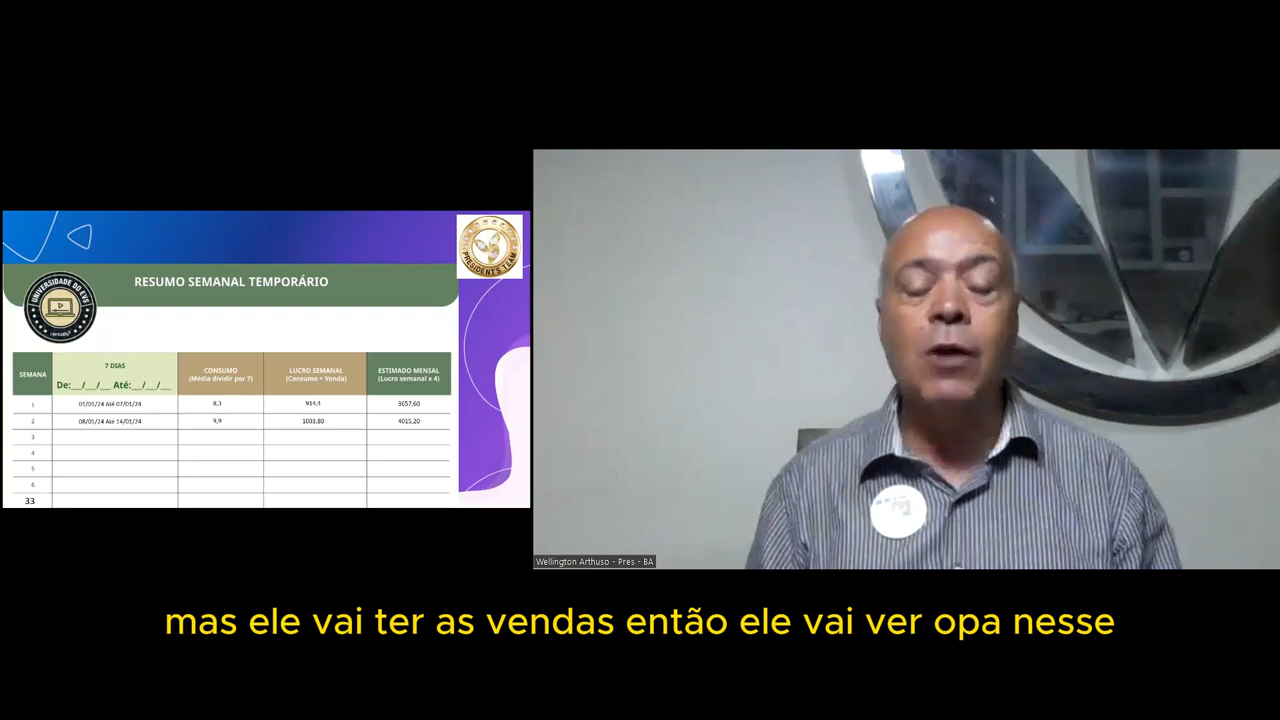 PRESIDENTS TEAM
RESUMO SEMANAL TEMPORÁRIO
UNIVERSIDADE DO EVS
SEMANA
7 DIAS
De:__/__/__ Até:__/__/__
CONSUMO
(Média dividir por 7)
LUCRO SEMANAL
(Consumo + Venda)
ESTIMADO MENSAL
(Lucro semanal x 4)
1 01/01/24 Até 07/01/24 8,3 914,4 3657,60
2 08/01/24 Até 14/01/24 9,9 1003,80 4015,20
3
4
5
6
33
Wellington Arthuso - Pres - BA
mas ele vai ter as vendas então ele vai ver opa nesse